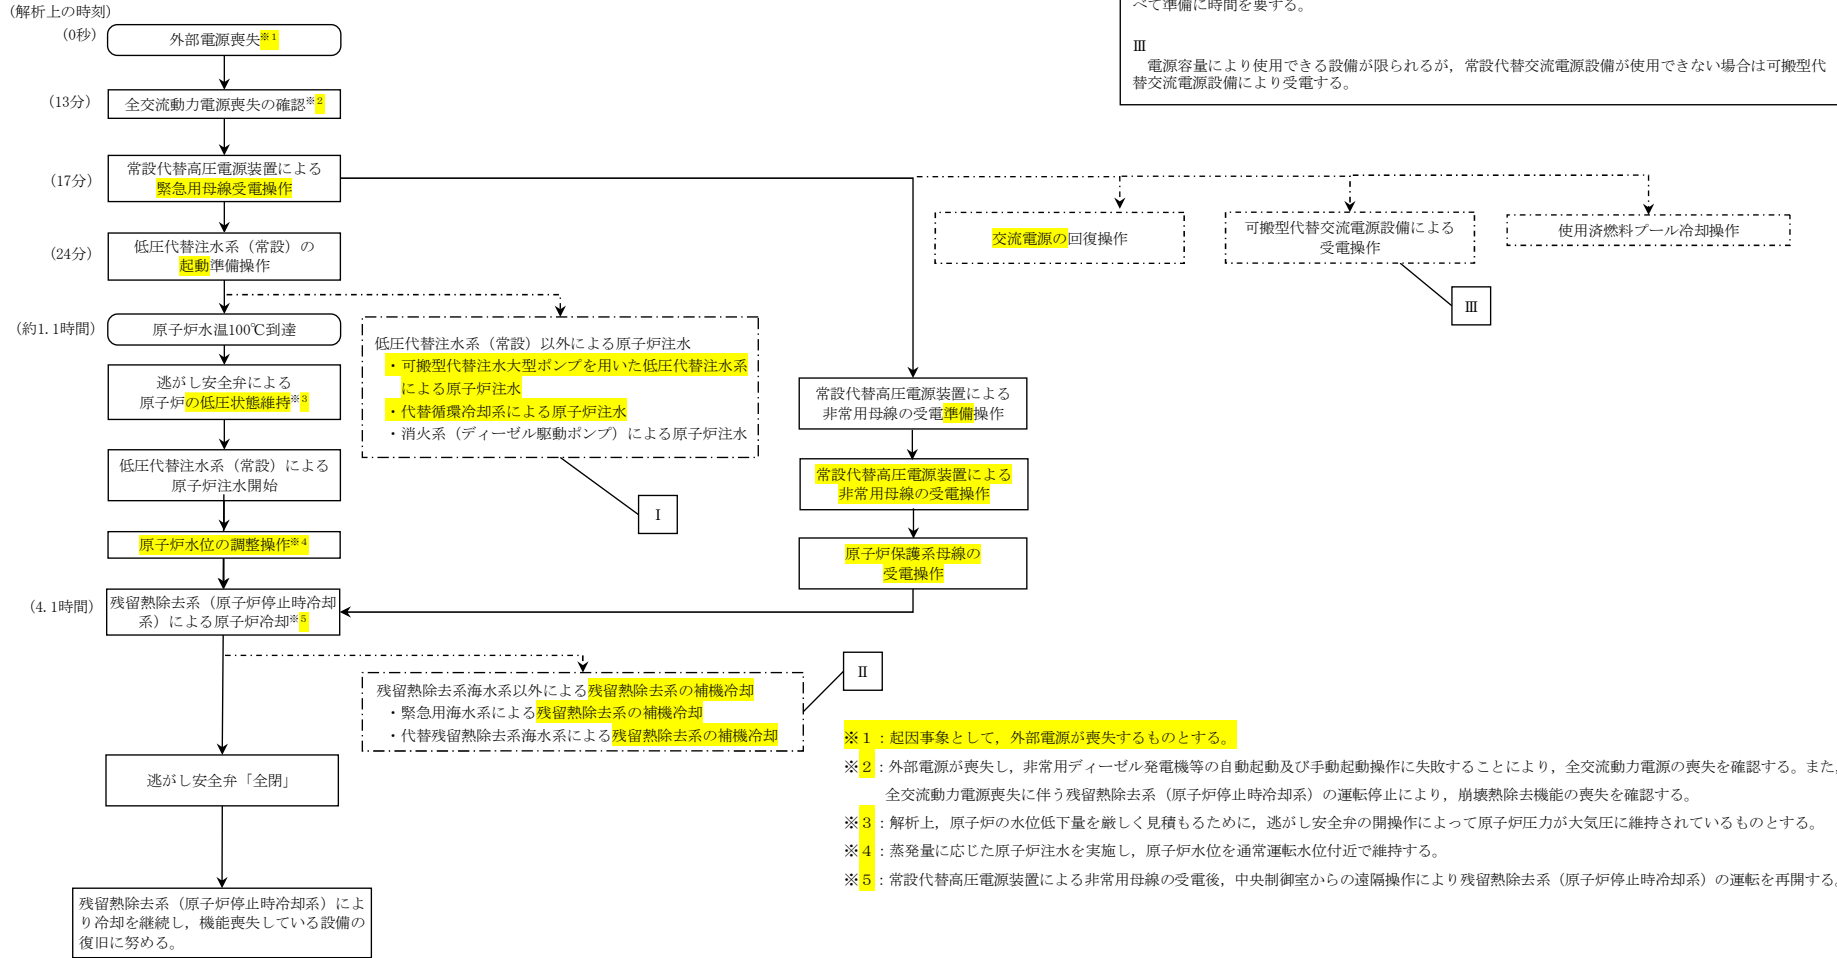 (解析上の時刻)
べて準備に時間を要する。
Ⅲ
電源容量により使用できる設備が限られるが，常設代替交流電源設備が使用できない場合は可搬型代
替交流電源設備により受電する。
(0秒)
外部電源喪失※1
(13分)
全交流動力電源喪失の確認※2
(17分)
常設代替高圧電源装置による
緊急用母線受電操作
(24分)
低圧代替注水系（常設）の
起動準備操作
交流電源の回復操作
可搬型代替交流電源設備による
受電操作
使用済燃料プール冷却操作
Ⅲ
(約1.1時間)
原子炉水温100℃到達
逃がし安全弁による
原子炉の低圧状態維持※3
低圧代替注水系（常設）による
原子炉注水開始
原子炉水位の調整操作※4
低圧代替注水系（常設）以外による原子炉注水
・可搬型代替注水大型ポンプを用いた低圧代替注水系
による原子炉注水
・代替循環冷却系による原子炉注水
・消火系（ディーゼル駆動ポンプ）による原子炉注水
Ⅰ
常設代替高圧電源装置による
非常用母線の受電準備操作
常設代替高圧電源装置による
非常用母線の受電操作
原子炉保護系母線の
受電操作
(4.1時間)
残留熱除去系（原子炉停止時冷却
系）による原子炉冷却※5
残留熱除去系海水系以外による残留熱除去系の補機冷却
・緊急用海水系による残留熱除去系の補機冷却
・代替残留熱除去系海水系による残留熱除去系の補機冷却
Ⅱ
逃がし安全弁「全閉」
残留熱除去系（原子炉停止時冷却系）によ
り冷却を継続し，機能喪失している設備の
復旧に努める。
※1：起因事象として，外部電源が喪失するものとする。
※2：外部電源が喪失し，非常用ディーゼル発電機等の自動起動及び手動起動操作に失敗することにより，全交流動力電源の喪失を確認する。また，
全交流動力電源喪失に伴う残留熱除去系（原子炉停止時冷却系）の運転停止により，崩壊熱除去機能の喪失を確認する。
※3：解析上，原子炉の水位低下量を厳しく見積もるために，逃がし安全弁の開操作によって原子炉圧力が大気圧に維持されているものとする。
※4：蒸発量に応じた原子炉注水を実施し，原子炉水位を通常運転水位付近で維持する。
※5：常設代替高圧電源装置による非常用母線の受電後，中央制御室からの遠隔操作により残留熱除去系（原子炉停止時冷却系）の運転を再開する。